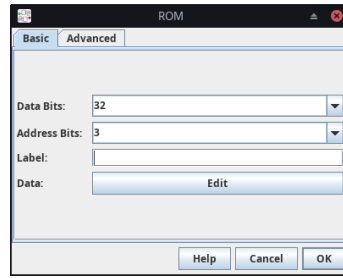 ROM
Basic Advanced
Data Bits: 32
Address Bits: 3
Label:
Data: Edit
Help Cancel OK